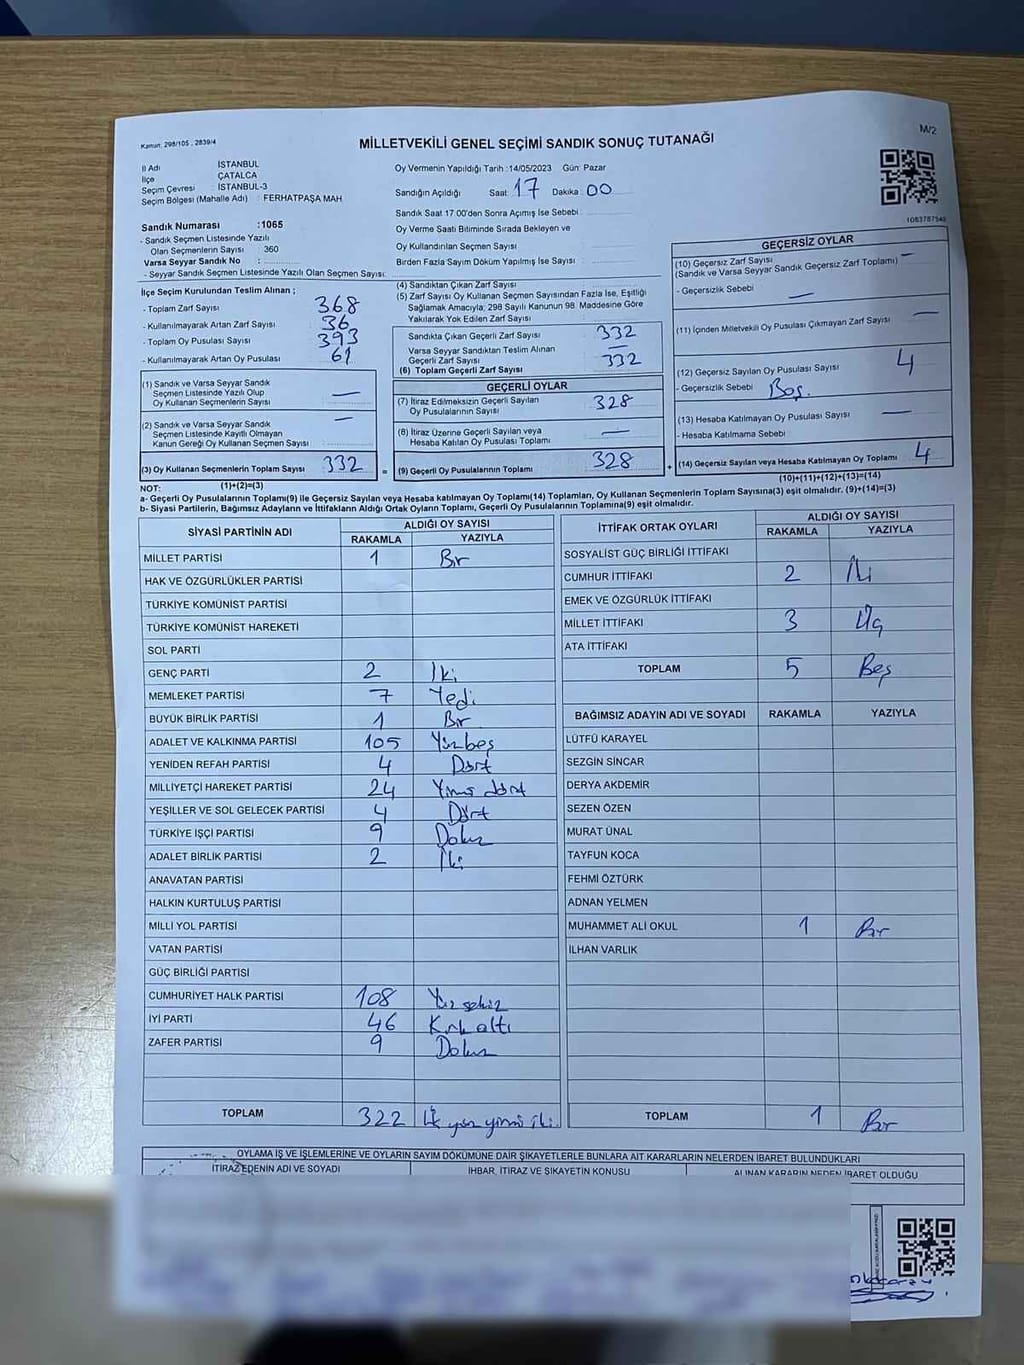 Kanun: 298/105 , 2839/4
MİLLETVEKİLİ GENEL SEÇİMİ SANDIK SONUÇ TUTANAĞI
M/2
İl Adı : İSTANBUL
İlçe : ÇATALCA
Seçim Çevresi : İSTANBUL-3
Seçim Bölgesi (Mahalle Adı) : FERHATPAŞA MAH
Oy Vermenin Yapıldığı Tarih :14/05/2023 Gün: Pazar
Sandığın Açıldığı Saat: 17 Dakika 00
Sandık Saat 17.00'den Sonra Açımış İse Sebebi
Oy Verme Saati Bitiminde Sırada Bekleyen ve
Oy Kullandırılan Seçmen Sayısı
Birden Fazla Sayım Döküm Yapılmış İse Sayısı
1083787549
Sandık Numarası :1065
- Sandık Seçmen Listesinde Yazılı
Olan Seçmenlerin Sayısı : 360
Varsa Seyyar Sandık No :
- Seyyar Sandık Seçmen Listesinde Yazılı Olan Seçmen Sayısı:
İlçe Seçim Kurulundan Teslim Alınan ;
- Toplam Zarf Sayısı 368
- Kullanılmayarak Artan Zarf Sayısı 36
- Toplam Oy Pusulası Sayısı 393
- Kullanılmayarak Artan Oy Pusulası 61
(1) Sandık ve Varsa Seyyar Sandık
Seçmen Listesinde Yazılı Olup
Oy Kullanan Seçmenlerin Sayısı —
(2) Sandık ve Varsa Seyyar Sandık
Seçmen Listesinde Kayıtlı Olmayan
Kanun Gereği Oy Kullanan Seçmen Sayısı —
(3) Oy Kullanan Seçmenlerin Toplam Sayısı 332
(1)+(2)=(3)
(4) Sandıktan Çıkan Zarf Sayısı
(5) Zarf Sayısı Oy Kullanan Seçmen Sayısından Fazla İse, Eşitliği
Sağlamak Amacıyla, 298 Sayılı Kanunun 98. Maddesine Göre
Yakılarak Yok Edilen Zarf Sayısı
Sandıkta Çıkan Geçerli Zarf Sayısı 332
Varsa Seyyar Sandıktan Teslim Alınan
Geçerli Zarf Sayısı —
(6) Toplam Geçerli Zarf Sayısı 332
GEÇERLİ OYLAR
(7) İtiraz Edilmeksizin Geçerli Sayılan
Oy Pusulalarının Sayısı 328
(8) İtiraz Üzerine Geçerli Sayılan veya
Hesaba Katılan Oy Pusulası Toplamı —
= (9) Geçerli Oy Pusulalarının Toplamı 328 +
GEÇERSİZ OYLAR
(10) Geçersiz Zarf Sayısı —
(Sandık ve Varsa Seyyar Sandık Geçersiz Zarf Toplamı)
- Geçersizlik Sebebi —
(11) İçinden Milletvekili Oy Pusulası Çıkmayan Zarf Sayısı —
(12) Geçersiz Sayılan Oy Pusulası Sayısı 4
- Geçersizlik Sebebi Boş.
(13) Hesaba Katılmayan Oy Pusulası Sayısı —
- Hesaba Katılmama Sebebi
(14) Geçersiz Sayılan veya Hesaba Katılmayan Oy Toplamı 4
(10)+(11)+(12)+(13)=(14)
NOT:
a- Geçerli Oy Pusulalarının Toplamı(9) ile Geçersiz Sayılan veya Hesaba katılmayan Oy Toplamı(14) Toplamları, Oy Kullanan Seçmenlerin Toplam Sayısına(3) eşit olmalıdır. (9)+(14)=(3)
b- Siyasi Partilerin, Bağımsız Adayların ve İttifakların Aldığı Ortak Oyların Toplamı, Geçerli Oy Pusulalarının Toplamına(9) eşit olmalıdır.
SİYASİ PARTİNİN ADI ALDIĞI OY SAYISI
RAKAMLA YAZIYLA
MİLLET PARTİSİ 1 Bir
HAK VE ÖZGÜRLÜKLER PARTİSİ
TÜRKİYE KOMÜNİST PARTİSİ
TÜRKİYE KOMÜNİST HAREKETİ
SOL PARTİ
GENÇ PARTİ 2 İki
MEMLEKET PARTİSİ 7 Yedi
BÜYÜK BİRLİK PARTİSİ 1 Bir
ADALET VE KALKINMA PARTİSİ 105 Yüzbeş
YENİDEN REFAH PARTİSİ 4 Dört
MİLLİYETÇİ HAREKET PARTİSİ 24 Yirmi dört
YEŞİLLER VE SOL GELECEK PARTİSİ 4 Dört
TÜRKİYE İŞÇİ PARTİSİ 9 Dokuz
ADALET BİRLİK PARTİSİ 2 İki
ANAVATAN PARTİSİ
HALKIN KURTULUŞ PARTİSİ
MİLLİ YOL PARTİSİ
VATAN PARTİSİ
GÜÇ BİRLİĞİ PARTİSİ
CUMHURİYET HALK PARTİSİ 108 Yüz sekiz
İYİ PARTİ 46 Kırk altı
ZAFER PARTİSİ 9 Dokuz
TOPLAM 322 Üç yüz yirmi iki.
İTTİFAK ORTAK OYLARI ALDIĞI OY SAYISI
RAKAMLA YAZIYLA
SOSYALİST GÜÇ BİRLİĞİ İTTİFAKI
CUMHUR İTTİFAKI 2 İki
EMEK VE ÖZGÜRLÜK İTTİFAKI
MİLLET İTTİFAKI 3 Üç
ATA İTTİFAKI
TOPLAM 5 Beş
BAĞIMSIZ ADAYIN ADI VE SOYADI RAKAMLA YAZIYLA
LÜTFÜ KARAYEL
SEZGİN SİNCAR
DERYA AKDEMİR
SEZEN ÖZEN
MURAT ÜNAL
TAYFUN KOCA
FEHMİ ÖZTÜRK
ADNAN YELMEN
MUHAMMET ALİ OKUL 1 Bir
İLHAN VARLIK
TOPLAM 1 Bir
OYLAMA İŞ VE İŞLEMLERİNE VE OYLARIN SAYIM DÖKÜMÜNE DAİR ŞİKAYETLERLE BUNLARA AİT KARARLARIN NELERDEN İBARET BULUNDUKLARI
İTİRAZ EDENİN ADI VE SOYADI İHBAR, İTİRAZ VE ŞİKAYETİN KONUSU ALINAN KARARIN NEDEN İBARET OLDUĞU